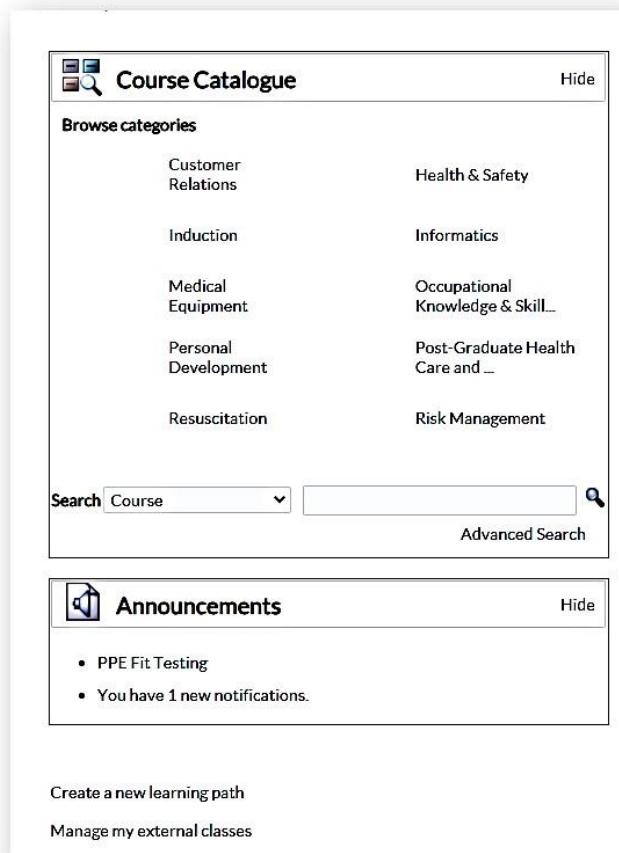 Course Catalogue
Hide
Browse categories
Customer
Relations
Health & Safety
Induction
Informatics
Medical
Equipment
Occupational
Knowledge & Skill...
Personal
Development
Post-Graduate Health
Care and ...
Resuscitation
Risk Management
Search Course
Advanced Search
Announcements
Hide
• PPE Fit Testing
• You have 1 new notifications.
Create a new learning path
Manage my external classes